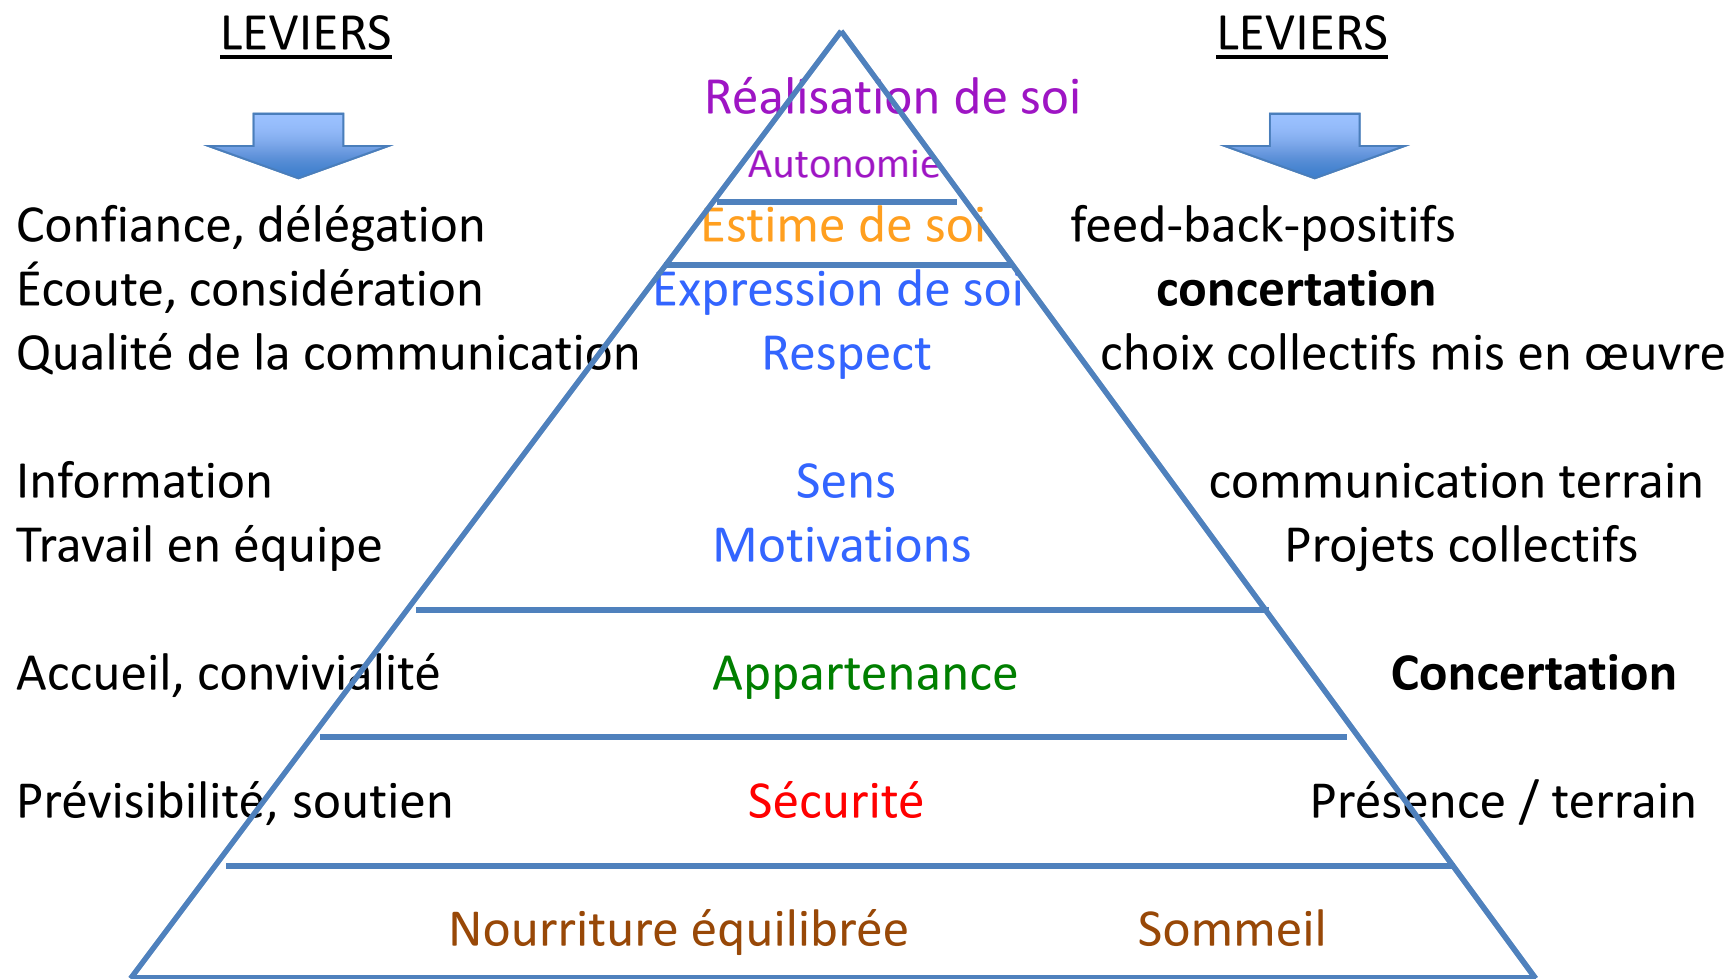 LEVIERS LEVIERS
Réalisation de soi
Autonomie
Confiance, délégation Estime de soi feed-back-positifs
Écoute, considération Expression de soi concertation
Qualité de la communication Respect choix collectifs mis en œuvre
Information Sens communication terrain
Travail en équipe Motivations Projets collectifs
Accueil, convivialité Appartenance Concertation
Prévisibilité, soutien Sécurité Présence / terrain
Nourriture équilibrée Sommeil